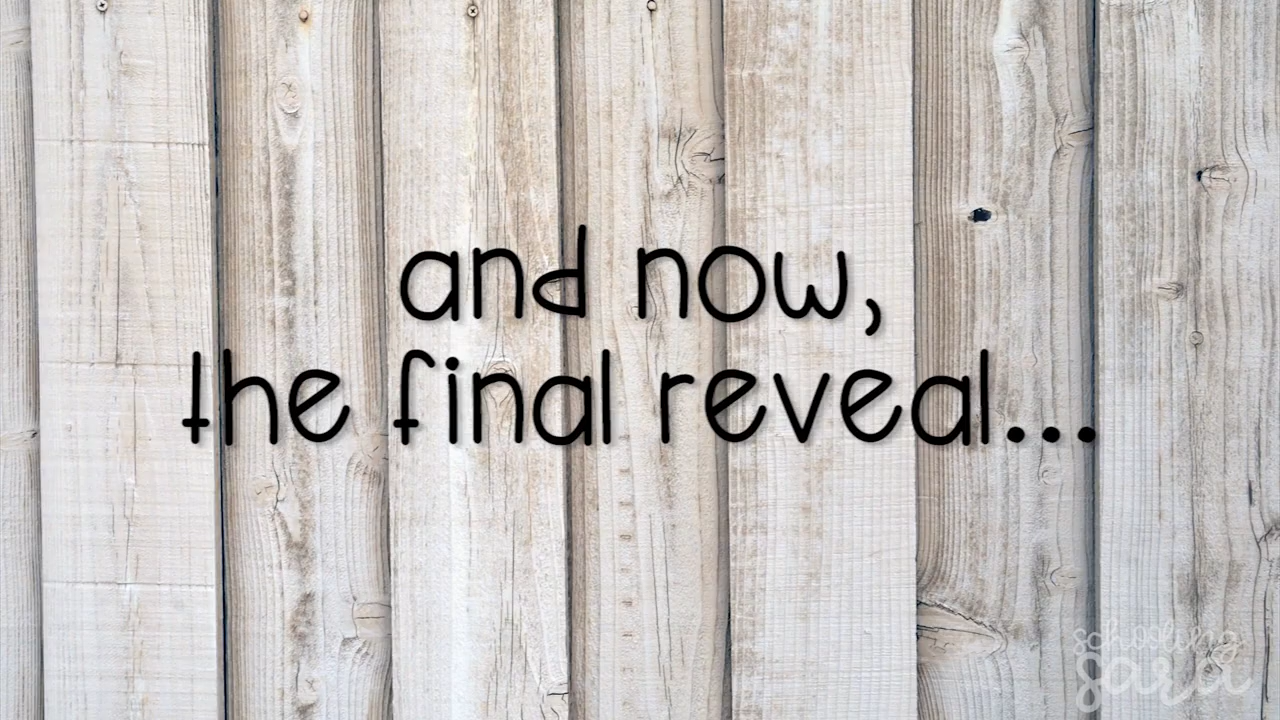 and now,
the final reveal...
schooling
sara